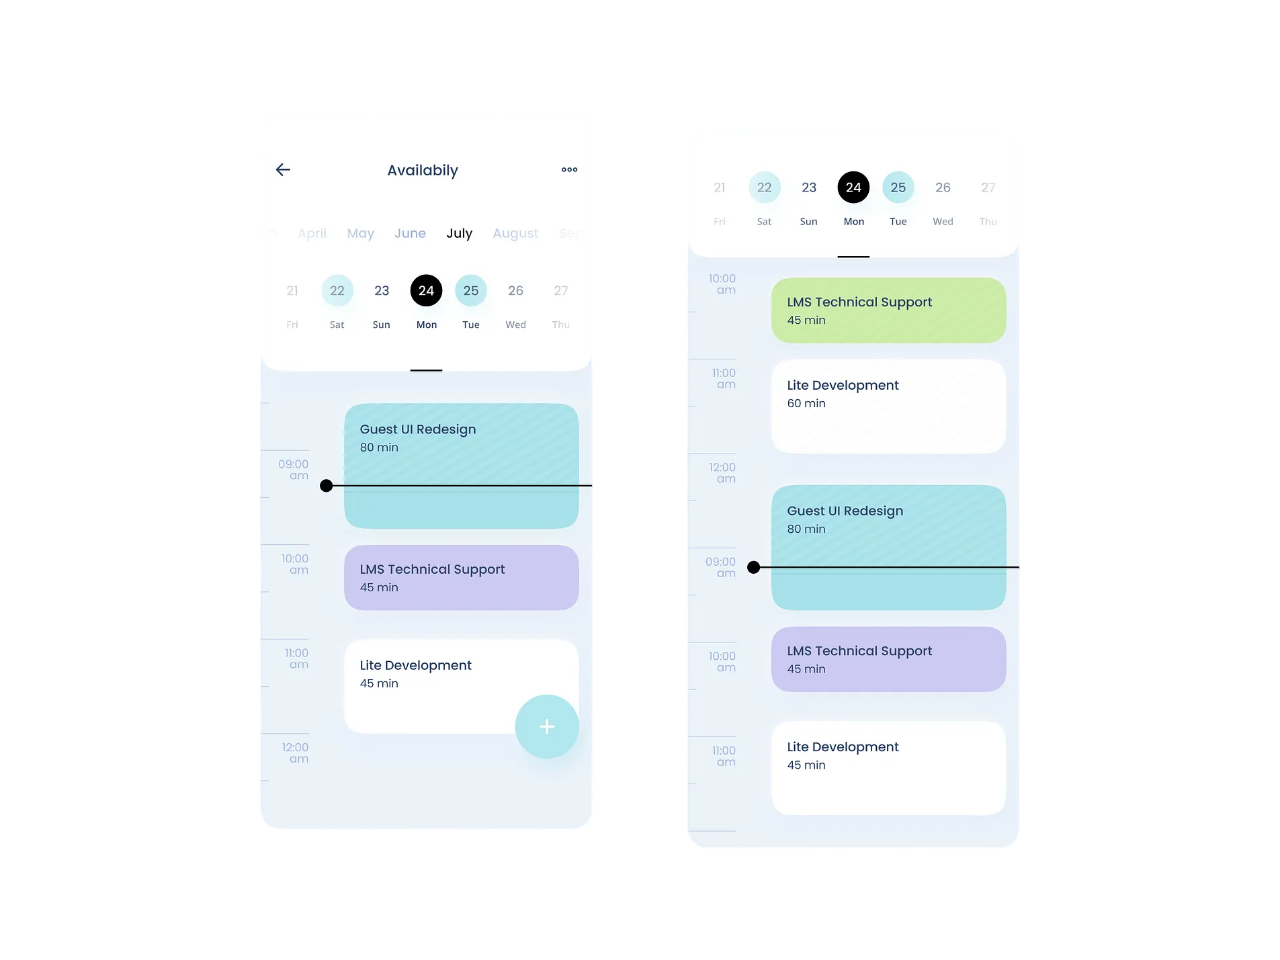 Availabily
April May June July August Sep
21 22 23 24 25 26 27
Fri Sat Sun Mon Tue Wed Thu
Guest UI Redesign
80 min
09:00
am
10:00
am
LMS Technical Support
45 min
11:00
am
Lite Development
45 min
+
12:00
am
21 22 23 24 25 26 27
Fri Sat Sun Mon Tue Wed Thu
10:00
am
LMS Technical Support
45 min
11:00
am
Lite Development
60 min
12:00
am
Guest UI Redesign
80 min
09:00
am
LMS Technical Support
45 min
10:00
am
11:00
am
Lite Development
45 min